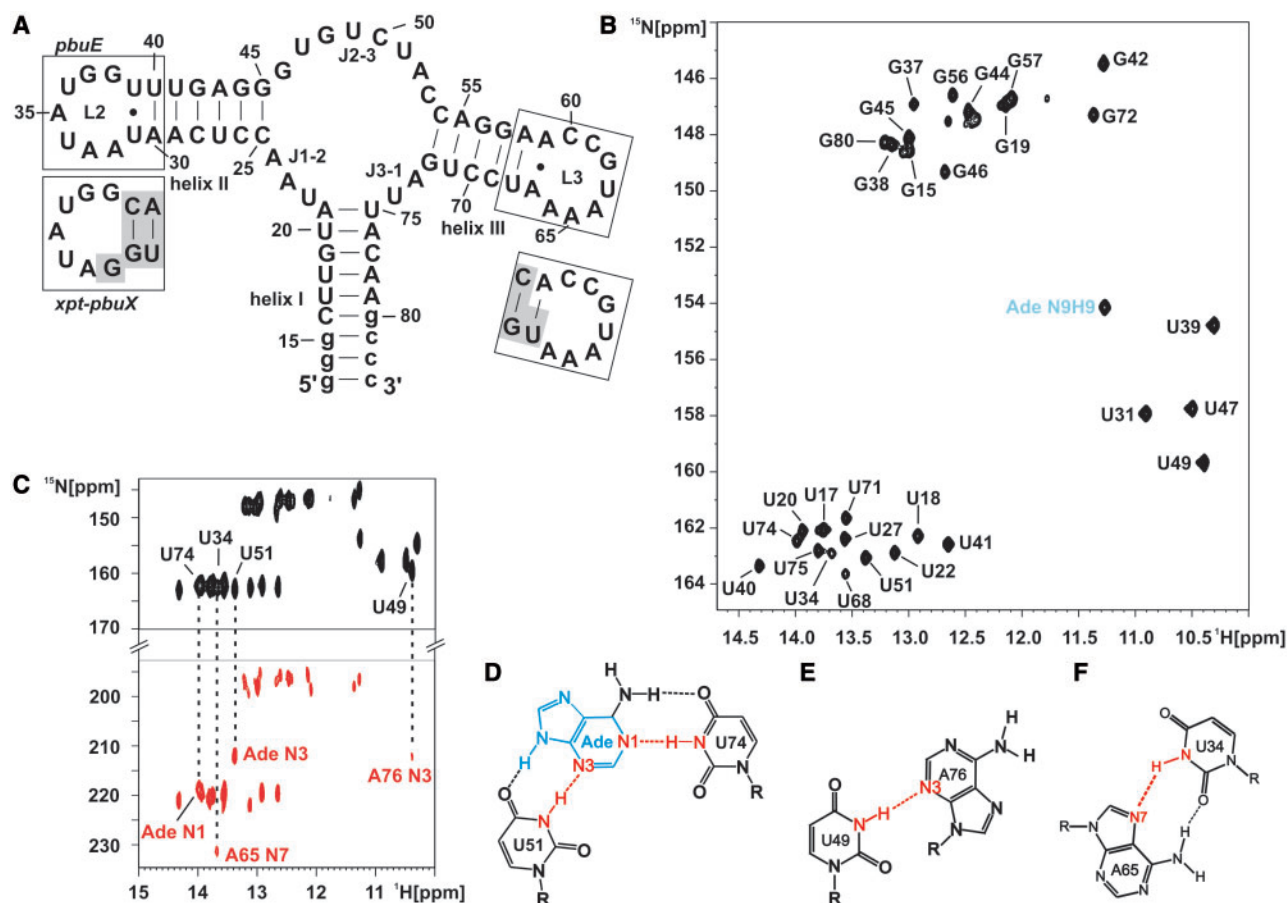 A
pbuE
40
45
50
U G U C U
G J2-3 A
U G G U U U G A G G C
35 A L2 C A G G A A C C G
U A A U A A C U C C 55 60
30 25 A J1-2 J3-1 G U C C U A A A U L3
helix II A U A 70 65
U G G C A U U helix III
A U A G G U
xpt-pbuX
20 A U 75
U A
G C
helix I U A
U A
C g 80
15 g c
g c
5' g c 3'
C A C C G
G U A A A U
B
15N[ppm]
146
148
150
152
154
156
158
160
162
164
G37 G56 G44 G57 G42
G45 G72
G80 G19
G38 G15 G46
Ade N9H9
U39
U31 U47
U49
U20 U17 U71 U18
U74 U27 U41
U75 U51 U22
U40 U34 U68
14.5 14.0 13.5 13.0 12.5 12.0 11.5 11.0 10.5 1H[ppm]
C
15N[ppm]
150
160
170
200
210
220
230
U74 U34 U51
U49
Ade N3
A76 N3
Ade N1
A65 N7
15 14 13 12 11 1H[ppm]
D
N N H O
Ade N1 H N U74
N N3 O N
H H R
O N
U51 O
N
R
E
H
N H
N A76
N3 N
O N
N H R
U49 O
R N
F
O
U34
H N N R
N7 O
R N H
A65 N H
N N